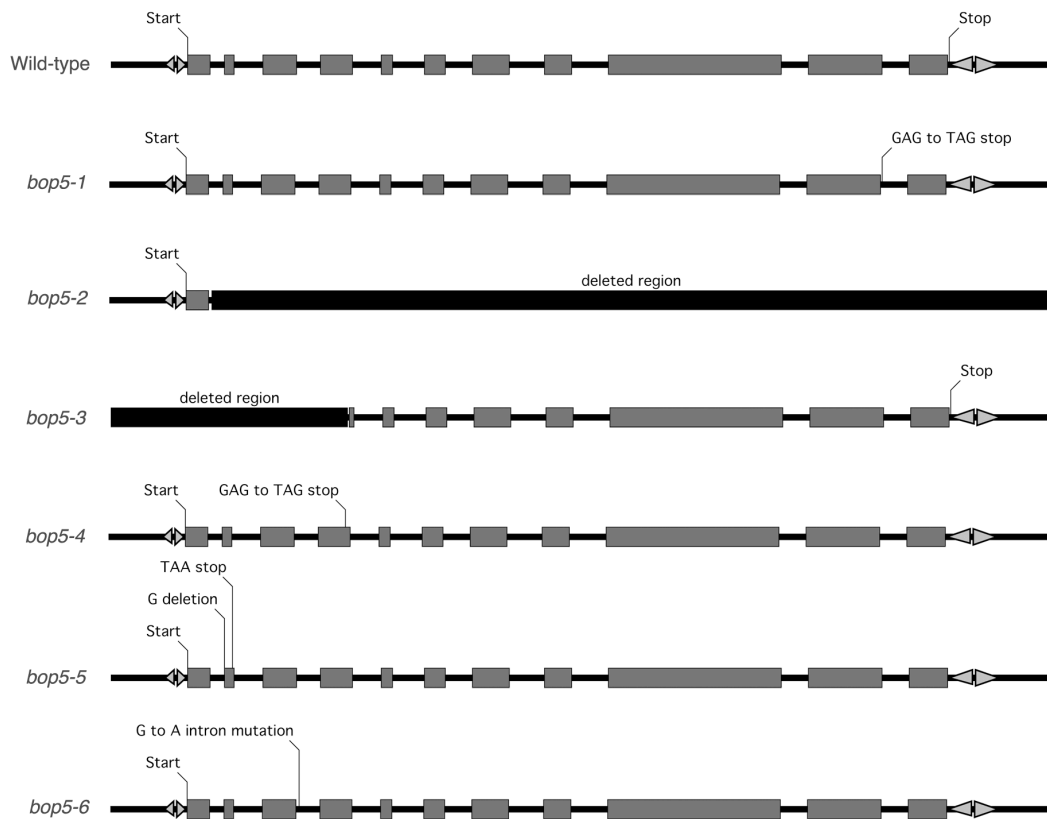 Start
Stop
Wild-type
Start
GAG to TAG stop
bop5-1
Start
deleted region
bop5-2
deleted region
Stop
bop5-3
Start
GAG to TAG stop
bop5-4
TAA stop
G deletion
Start
bop5-5
G to A intron mutation
Start
bop5-6